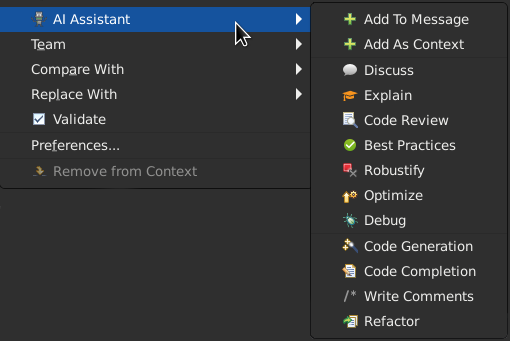 AI Assistant
Team
Compare With
Replace With
Validate
Preferences...
Remove from Context
Add To Message
Add As Context
Discuss
Explain
Code Review
Best Practices
Robustify
Optimize
Debug
Code Generation
Code Completion
/* Write Comments
Refactor